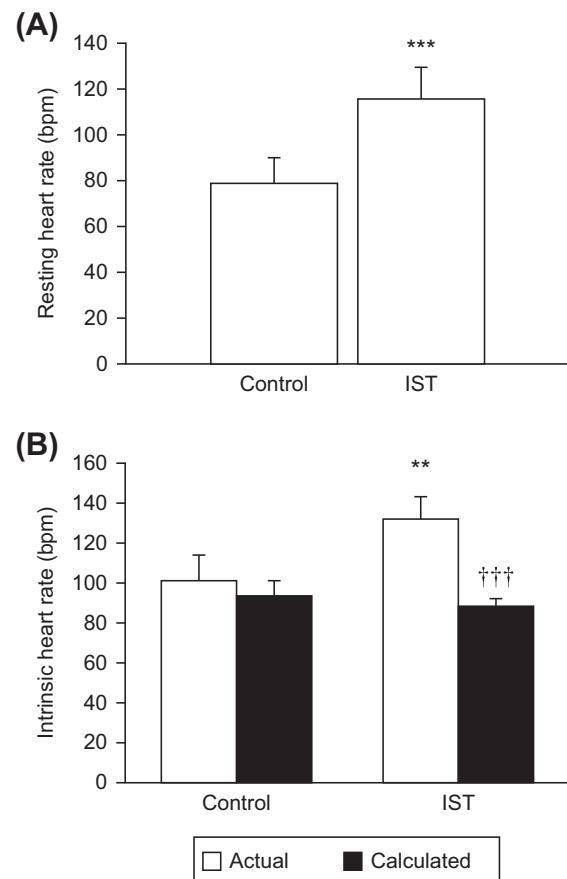 (A)
Resting heart rate (bpm)
140
120
100
80
60
40
20
0
***
Control IST
(B)
Intrinsic heart rate (bpm)
160
140
120
100
80
60
40
20
0
**
†††
Control IST
Actual Calculated